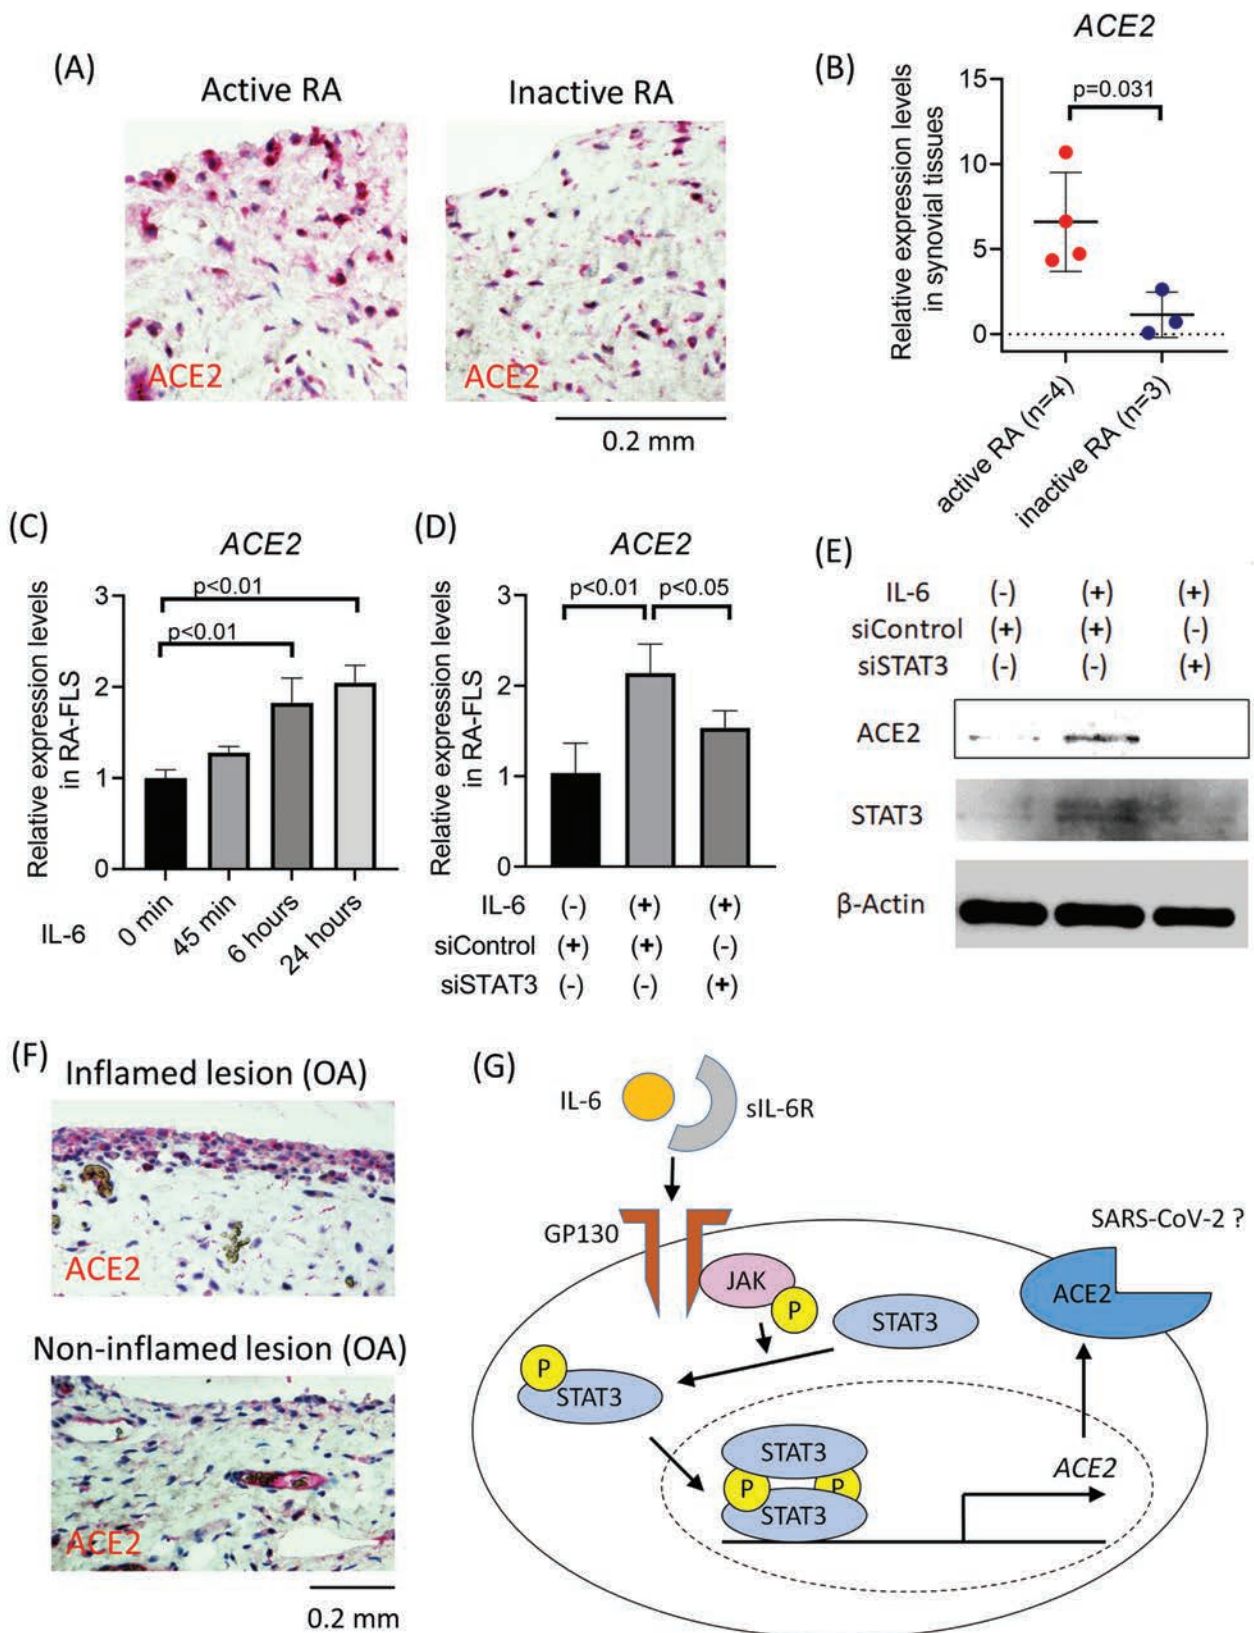 (A)
Active RA
Inactive RA
ACE2
ACE2
0.2 mm
(B)
ACE2
Relative expression levels
in synovial tissues
15
10
5
0
p=0.031
active RA (n=4)
inactive RA (n=3)
(C)
ACE2
Relative expression levels
in RA-FLS
3
2
1
0
p<0.01
p<0.01
IL-6
0 min
45 min
6 hours
24 hours
(D)
ACE2
Relative expression levels
in RA-FLS
3
2
1
0
p<0.01
p<0.05
IL-6 (-) (+) (+)
siControl (+) (+) (-)
siSTAT3 (-) (-) (+)
(E)
IL-6 (-) (+) (+)
siControl (+) (+) (-)
siSTAT3 (-) (-) (+)
ACE2
STAT3
β-Actin
(F)
Inflamed lesion (OA)
ACE2
Non-inflamed lesion (OA)
ACE2
0.2 mm
(G)
IL-6
sIL-6R
GP130
JAK
P
STAT3
SARS-CoV-2 ?
ACE2
P
STAT3
STAT3
P
P
STAT3
ACE2